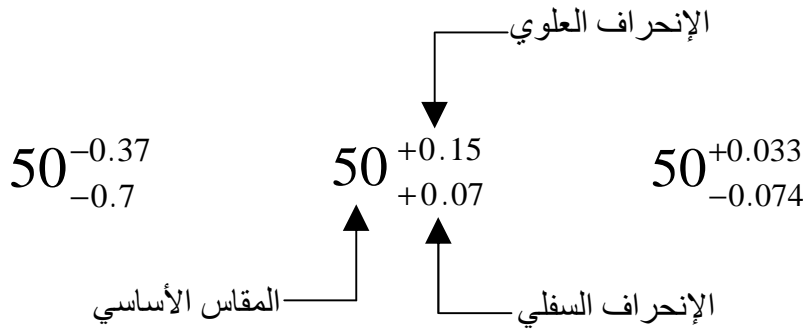 الإنحراف العلوي
50 −0.37 −0.7
50 +0.15 +0.07
50 +0.033 −0.074
المقاس الأساسي
الإنحراف السفلي